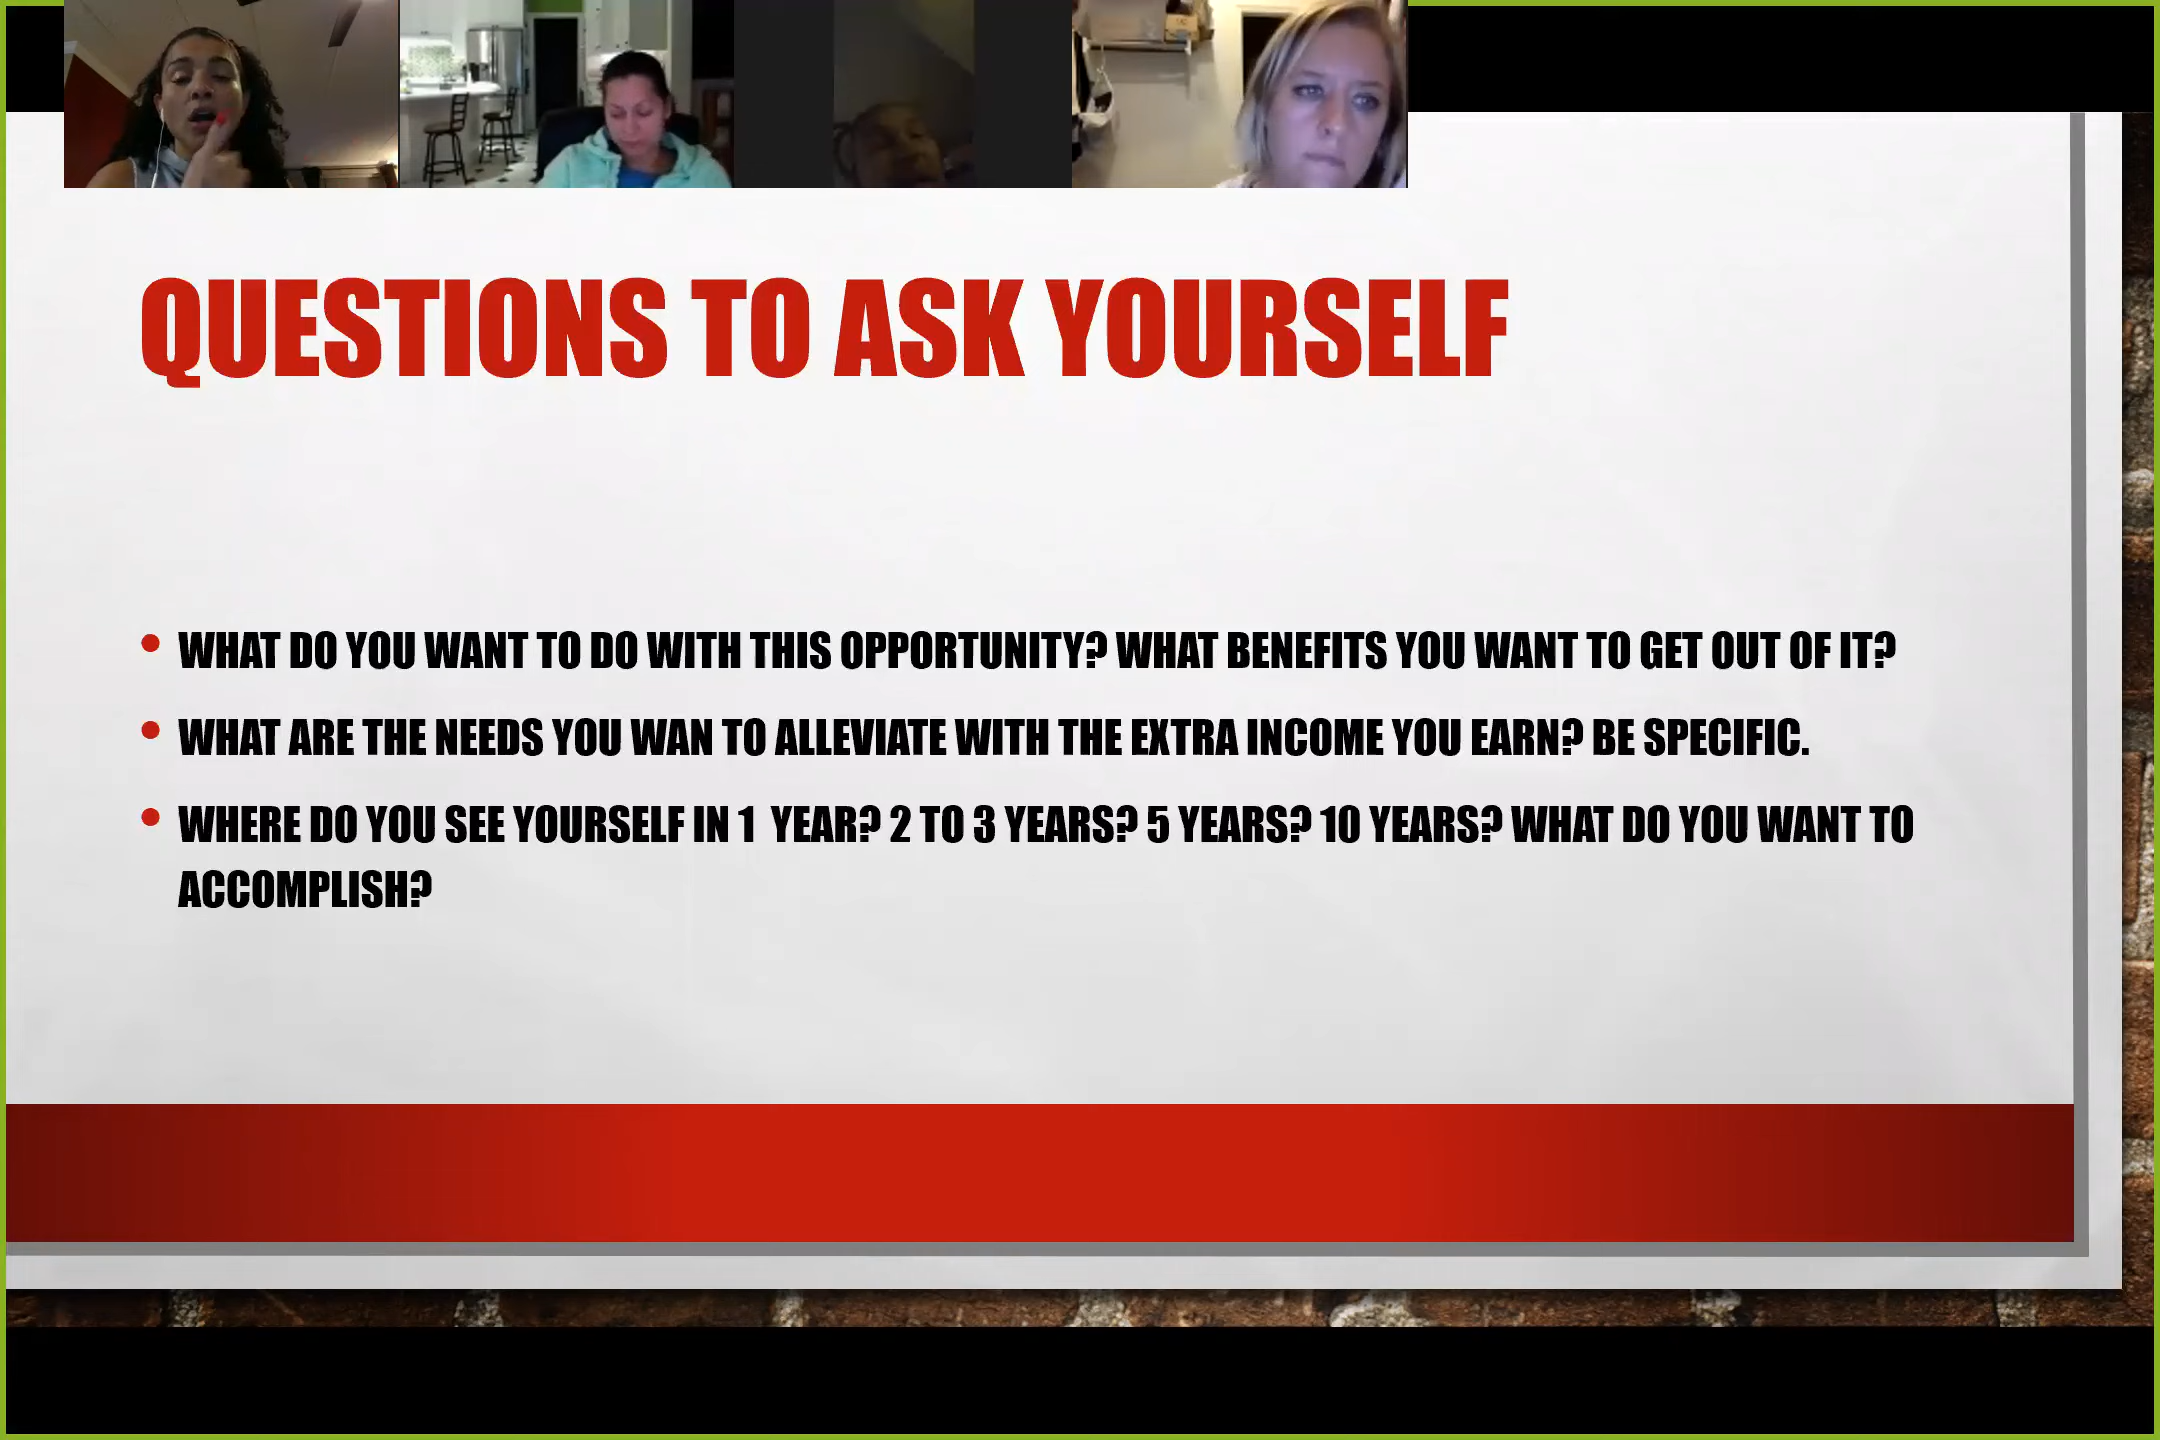 QUESTIONS TO ASK YOURSELF
• WHAT DO YOU WANT TO DO WITH THIS OPPORTUNITY? WHAT BENEFITS YOU WANT TO GET OUT OF IT?
• WHAT ARE THE NEEDS YOU WAN TO ALLEVIATE WITH THE EXTRA INCOME YOU EARN? BE SPECIFIC.
• WHERE DO YOU SEE YOURSELF IN 1 YEAR? 2 TO 3 YEARS? 5 YEARS? 10 YEARS? WHAT DO YOU WANT TO
ACCOMPLISH?